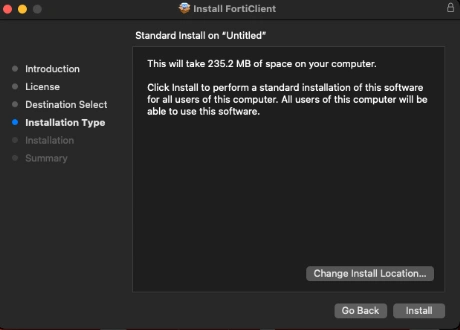 Install FortiClient
Standard Install on "Untitled"
Introduction
License
Destination Select
Installation Type
Installation
Summary
This will take 235.2 MB of space on your computer.
Click Install to perform a standard installation of this software
for all users of this computer. All users of this computer will be
able to use this software.
Change Install Location...
Go Back
Install